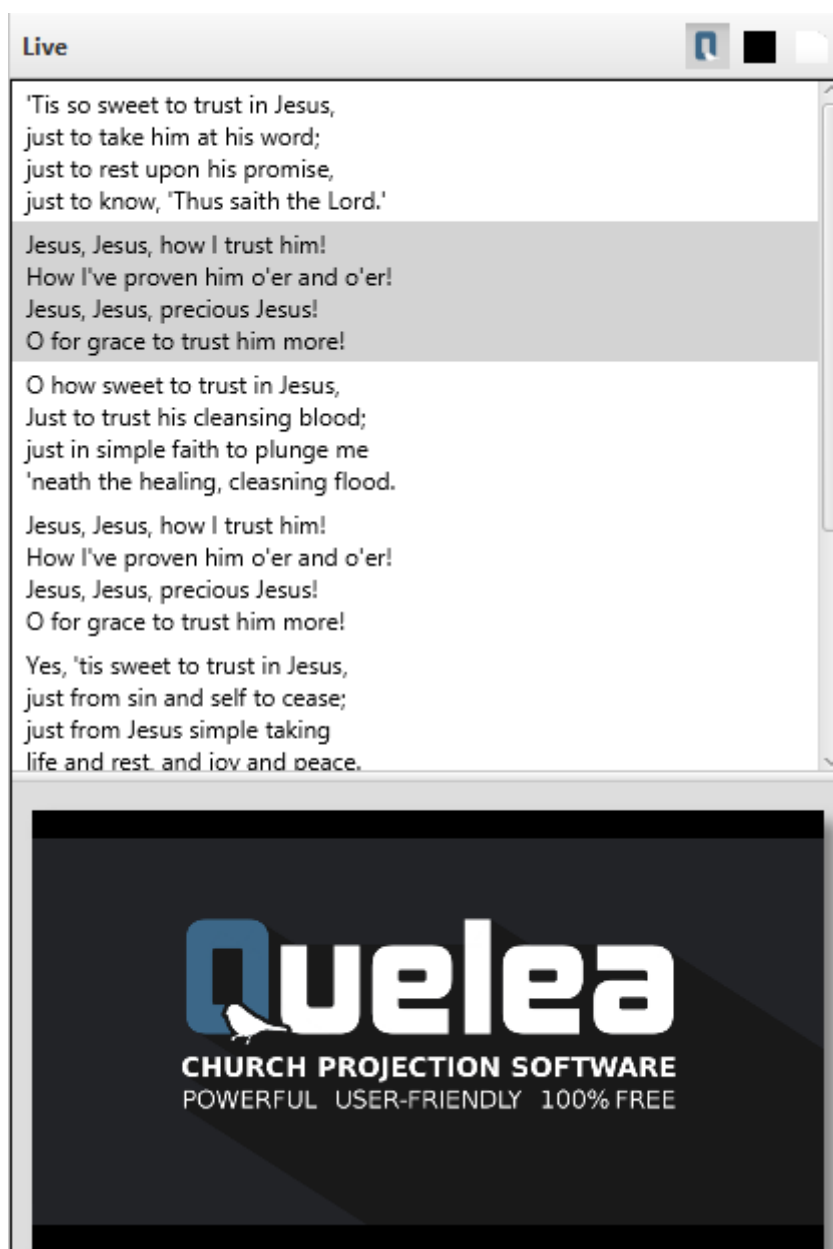 Live
'Tis so sweet to trust in Jesus,
just to take him at his word;
just to rest upon his promise,
just to know, 'Thus saith the Lord.'
Jesus, Jesus, how I trust him!
How I've proven him o'er and o'er!
Jesus, Jesus, precious Jesus!
O for grace to trust him more!
O how sweet to trust in Jesus,
Just to trust his cleansing blood;
just in simple faith to plunge me
'neath the healing, cleasning flood.
Jesus, Jesus, how I trust him!
How I've proven him o'er and o'er!
Jesus, Jesus, precious Jesus!
O for grace to trust him more!
Yes, 'tis sweet to trust in Jesus,
just from sin and self to cease;
just from Jesus simple taking
life and rest, and joy and peace.
Quelea
CHURCH PROJECTION SOFTWARE
POWERFUL USER-FRIENDLY 100% FREE